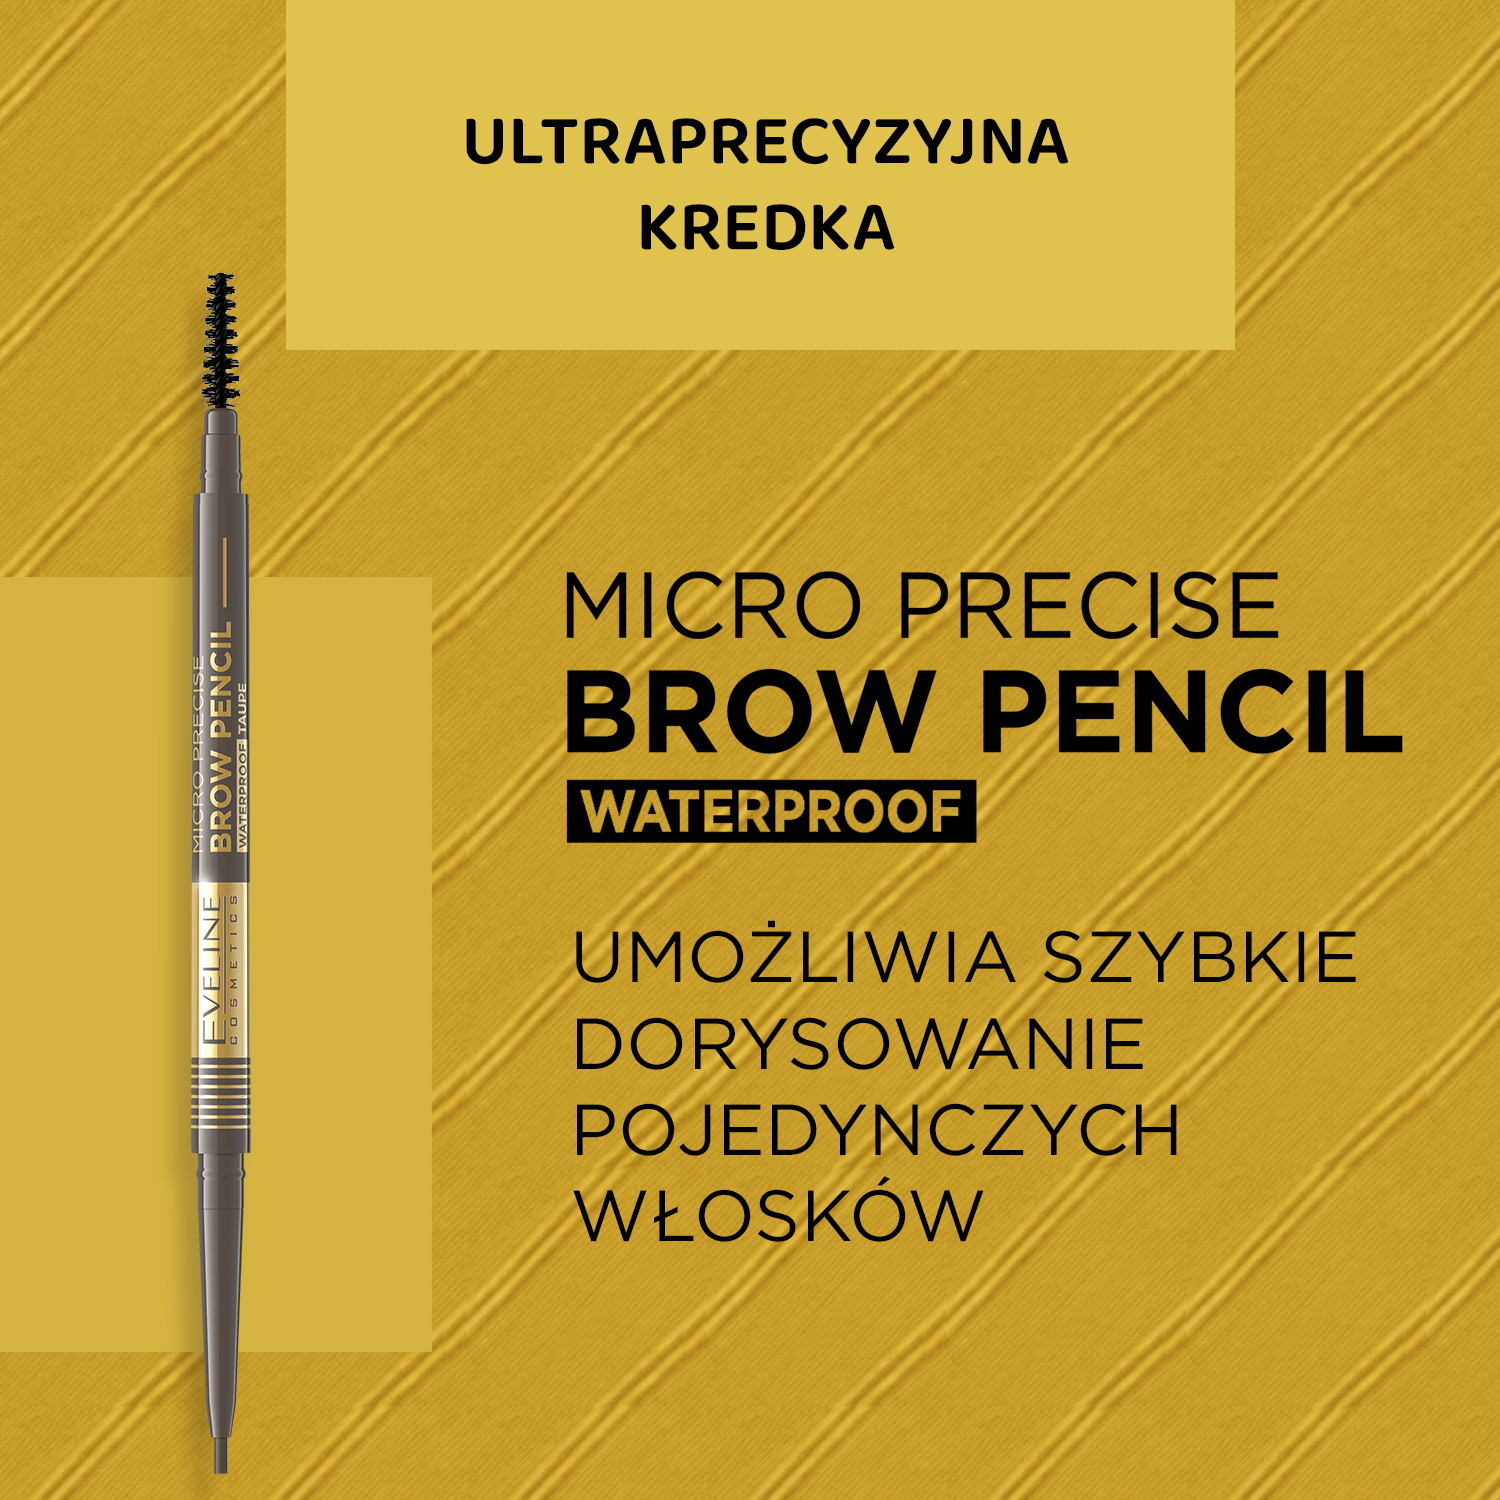 ULTRAPRECYZYJNA
KREDKA
MICRO PRECISE
BROW PENCIL
WATERPROOF
UMOŻLIWIA SZYBKIE
DORYSOWANIE
POJEDYNCZYCH
WŁOSKÓW
MICRO PRECISE
BROW PENCIL
WATERPROOF TAUPE
EVELINE
COSMETICS